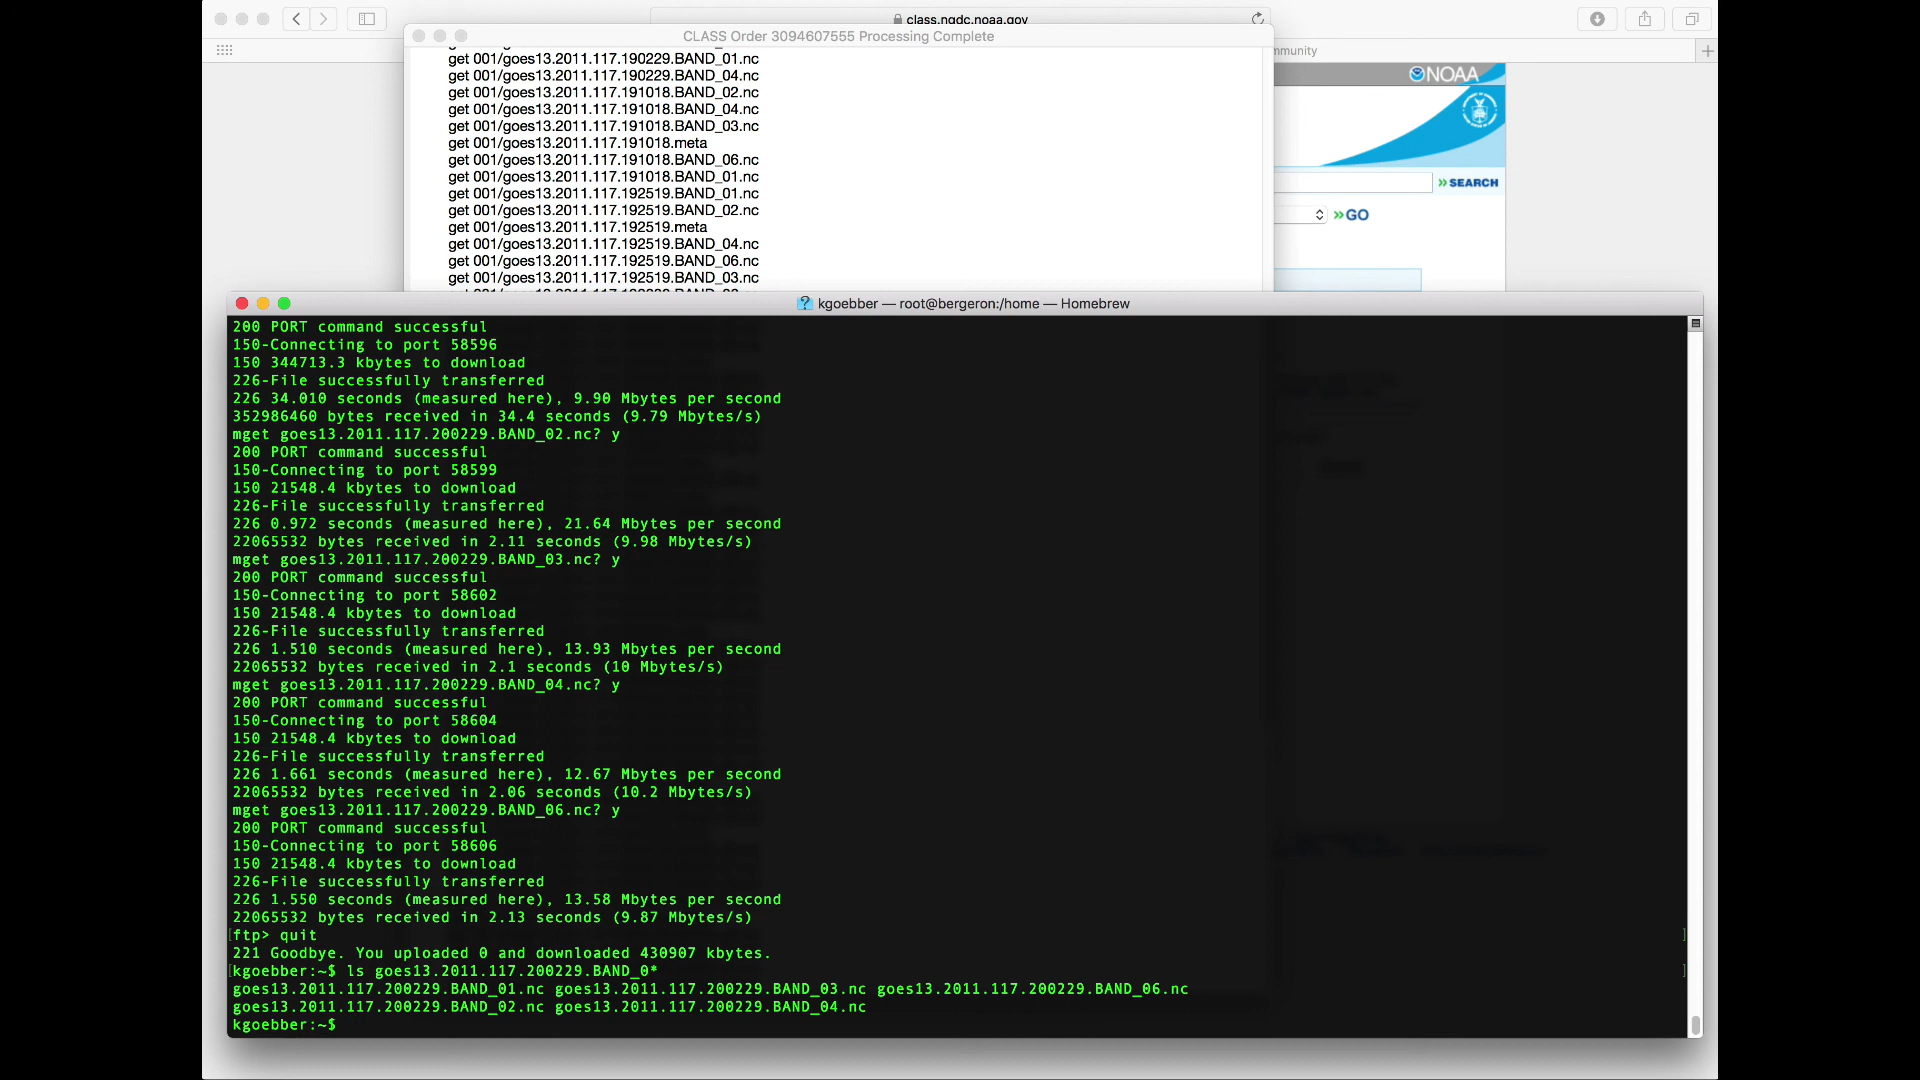 class.ngdc.noaa.gov
CLASS Order 3094607555 Processing Complete
mmunity
get 001/goes13.2011.117.190229.BAND_01.nc
get 001/goes13.2011.117.190229.BAND_04.nc
get 001/goes13.2011.117.191018.BAND_02.nc
get 001/goes13.2011.117.191018.BAND_04.nc
get 001/goes13.2011.117.191018.BAND_03.nc
get 001/goes13.2011.117.191018.meta
get 001/goes13.2011.117.191018.BAND_06.nc
get 001/goes13.2011.117.191018.BAND_01.nc
get 001/goes13.2011.117.192519.BAND_01.nc
get 001/goes13.2011.117.192519.BAND_02.nc
get 001/goes13.2011.117.192519.meta
get 001/goes13.2011.117.192519.BAND_04.nc
get 001/goes13.2011.117.192519.BAND_06.nc
get 001/goes13.2011.117.192519.BAND_03.nc
NOAA
»SEARCH
»GO
kgoebber — root@bergeron:/home — Homebrew
200 PORT command successful
150-Connecting to port 58596
150 344713.3 kbytes to download
226-File successfully transferred
226 34.010 seconds (measured here), 9.90 Mbytes per second
352986460 bytes received in 34.4 seconds (9.79 Mbytes/s)
mget goes13.2011.117.200229.BAND_02.nc? y
200 PORT command successful
150-Connecting to port 58599
150 21548.4 kbytes to download
226-File successfully transferred
226 0.972 seconds (measured here), 21.64 Mbytes per second
22065532 bytes received in 2.11 seconds (9.98 Mbytes/s)
mget goes13.2011.117.200229.BAND_03.nc? y
200 PORT command successful
150-Connecting to port 58602
150 21548.4 kbytes to download
226-File successfully transferred
226 1.510 seconds (measured here), 13.93 Mbytes per second
22065532 bytes received in 2.1 seconds (10 Mbytes/s)
mget goes13.2011.117.200229.BAND_04.nc? y
200 PORT command successful
150-Connecting to port 58604
150 21548.4 kbytes to download
226-File successfully transferred
226 1.661 seconds (measured here), 12.67 Mbytes per second
22065532 bytes received in 2.06 seconds (10.2 Mbytes/s)
mget goes13.2011.117.200229.BAND_06.nc? y
200 PORT command successful
150-Connecting to port 58606
150 21548.4 kbytes to download
226-File successfully transferred
226 1.550 seconds (measured here), 13.58 Mbytes per second
22065532 bytes received in 2.13 seconds (9.87 Mbytes/s)
[ftp> quit ]
221 Goodbye. You uploaded 0 and downloaded 430907 kbytes.
[kgoebber:~$ ls goes13.2011.117.200229.BAND_0* ]
goes13.2011.117.200229.BAND_01.nc goes13.2011.117.200229.BAND_03.nc goes13.2011.117.200229.BAND_06.nc
goes13.2011.117.200229.BAND_02.nc goes13.2011.117.200229.BAND_04.nc
kgoebber:~$